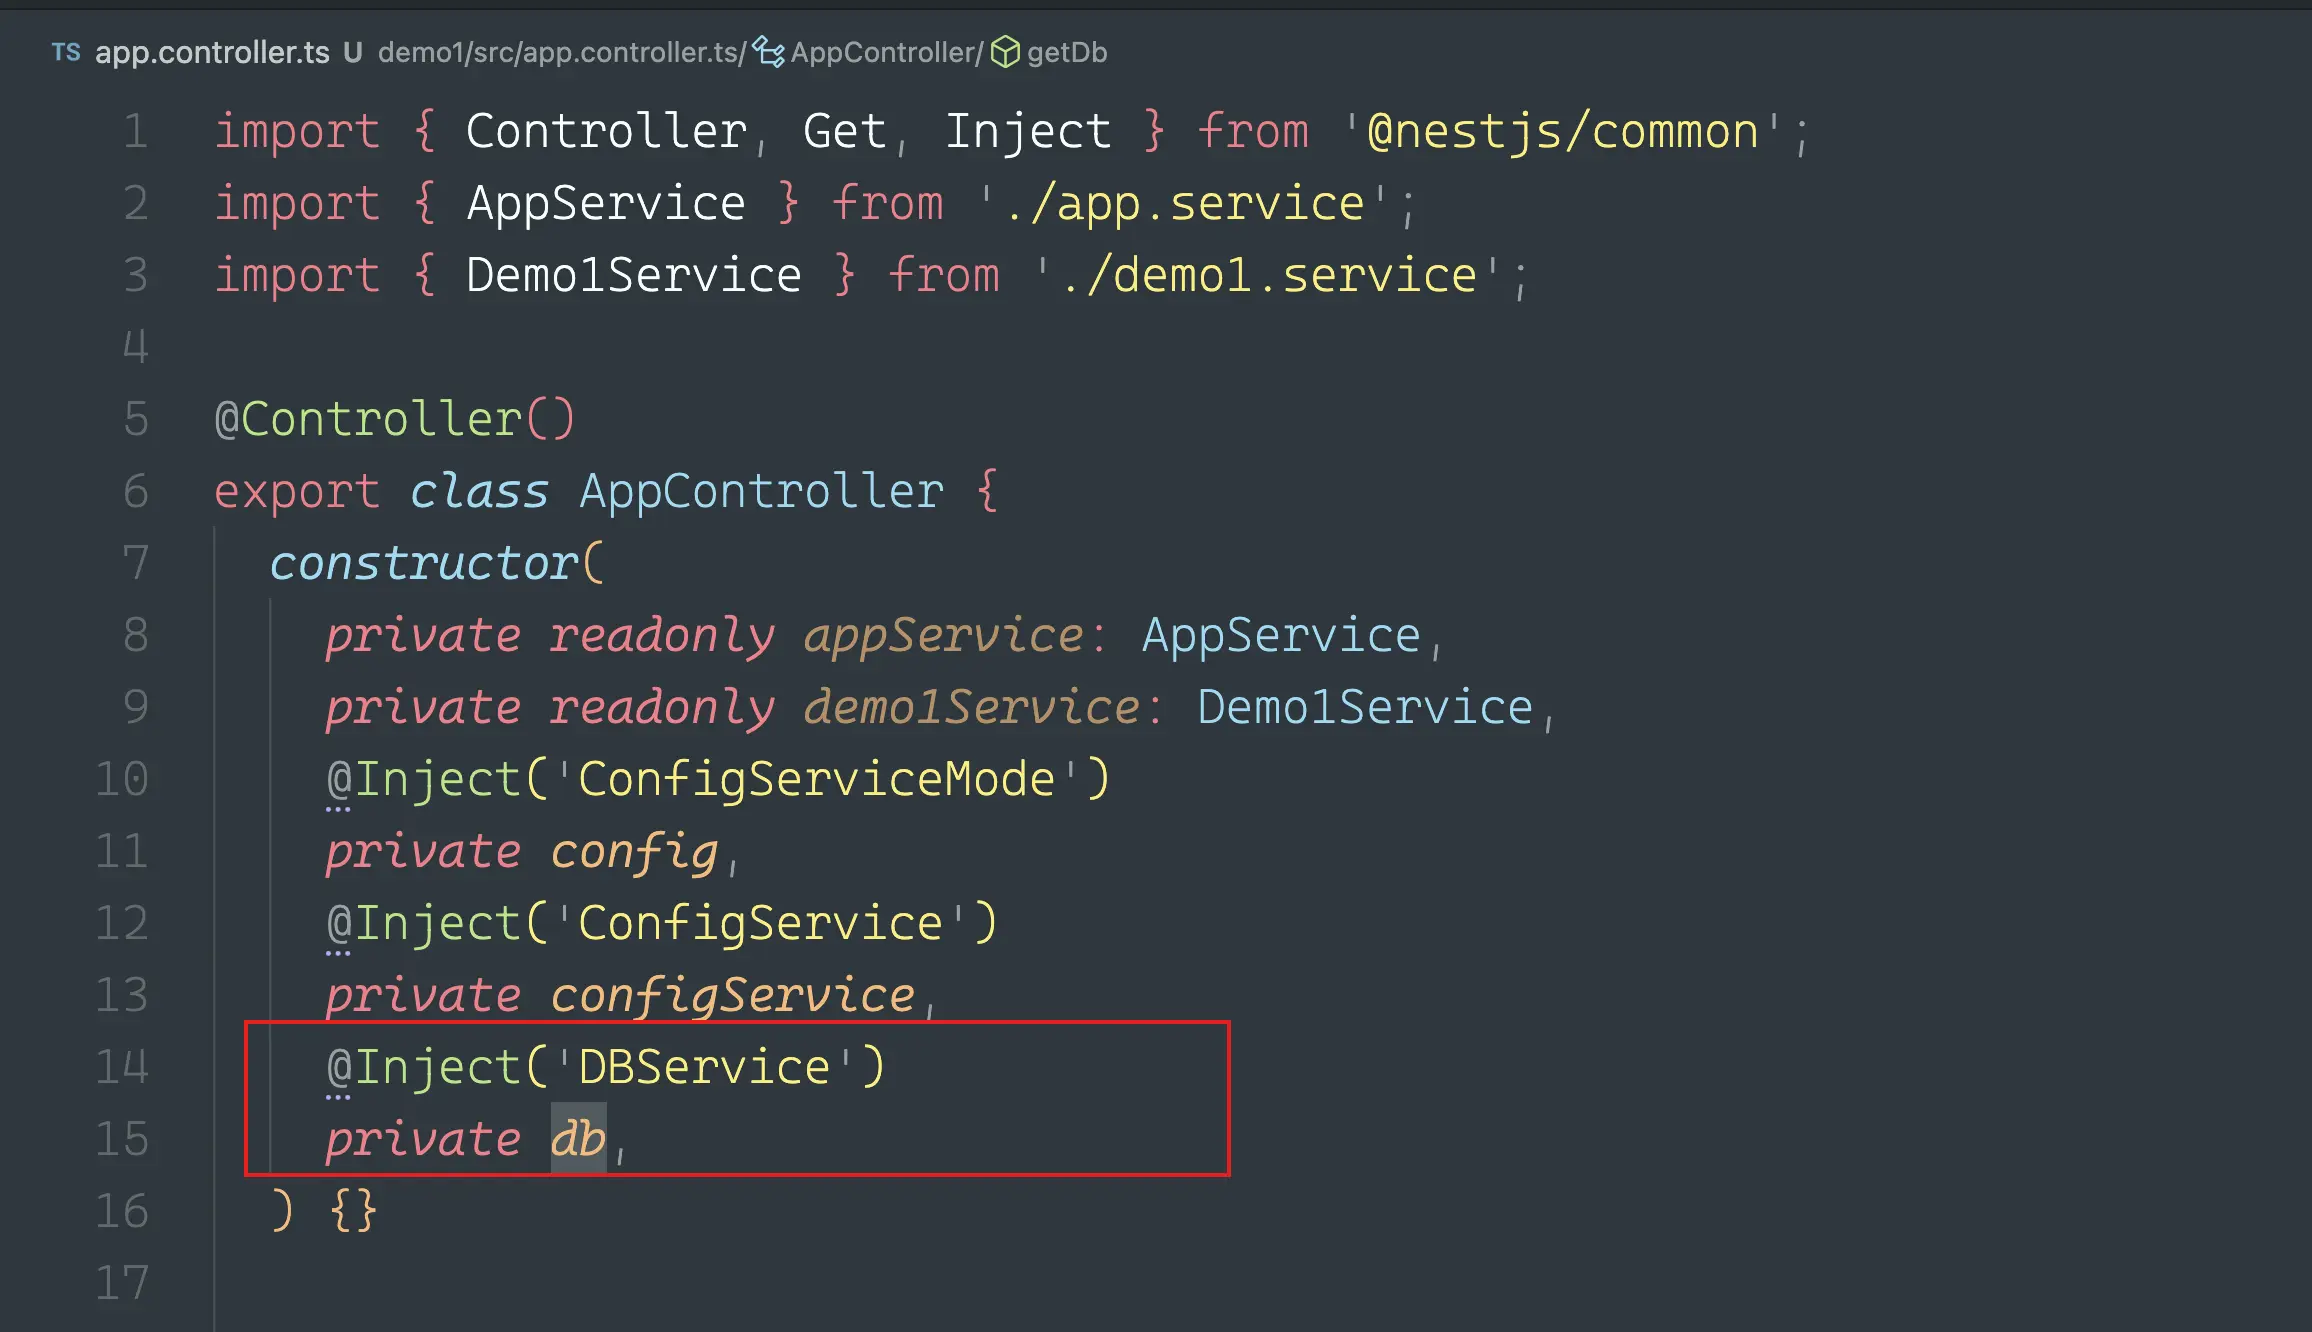 TS app.controller.ts U demo1/src/app.controller.ts/ AppController/ getDb
1 import { Controller, Get, Inject } from '@nestjs/common';
2 import { AppService } from './app.service';
3 import { Demo1Service } from './demo1.service';
4
5 @Controller()
6 export class AppController {
7 constructor(
8 private readonly appService: AppService,
9 private readonly demo1Service: Demo1Service,
10 @Inject('ConfigServiceMode')
11 private config,
12 @Inject('ConfigService')
13 private configService,
14 @Inject('DBService')
15 private db,
16 ) {}
17